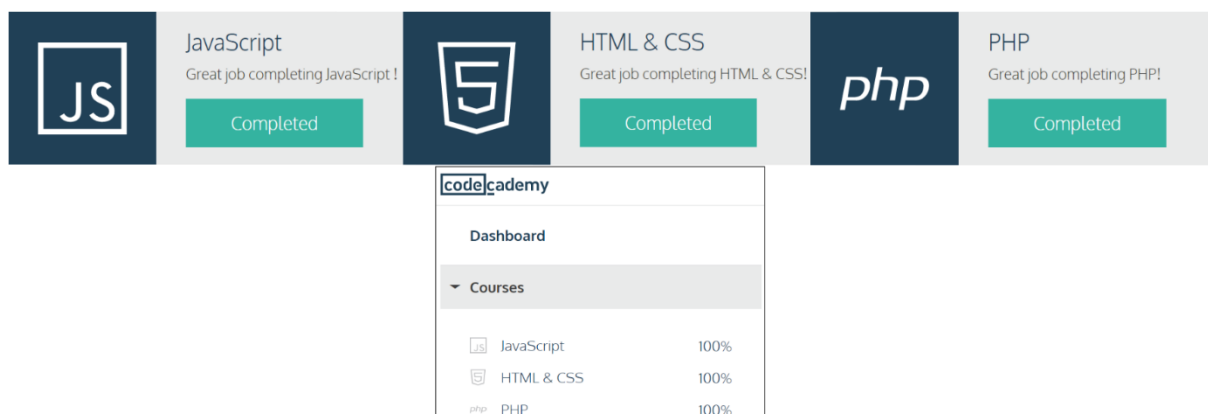 JS
JavaScript
Great job completing JavaScript !
Completed
5
HTML & CSS
Great job completing HTML & CSS!
Completed
php
PHP
Great job completing PHP!
Completed
codecademy
Dashboard
Courses
JS JavaScript 100%
5 HTML & CSS 100%
php PHP 100%